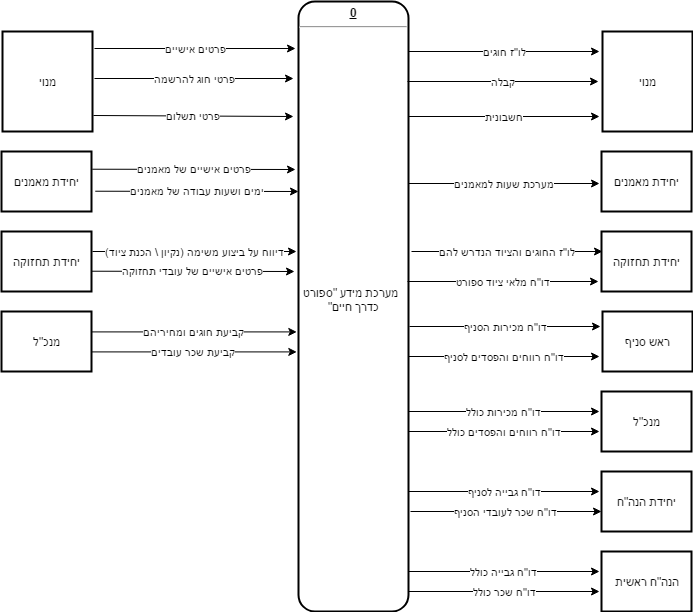 0
מערכת מידע "ספורט
כדרך חיים"
מנוי
פרטים אישיים
פרטי חוג להרשמה
פרטי תשלום
יחידת מאמנים
פרטים אישיים של מאמנים
ימים ושעות עבודה של מאמנים
יחידת תחזוקה
דיווח על ביצוע משימה (נקיון \ הכנת ציוד)
פרטים אישיים של עובדי תחזוקה
מנכ"ל
קביעת חוגים ומחיריהם
קביעת שכר עובדים
מנוי
לו"ז חוגים
קבלה
חשבונית
יחידת מאמנים
מערכת שעות למאמנים
יחידת תחזוקה
לו"ז החוגים והציוד הנדרש להם
דו"ח מלאי ציוד ספורט
ראש סניף
דו"ח מכירות הסניף
דו"ח רווחים והפסדים לסניף
מנכ"ל
דו"ח מכירות כולל
דו"ח רווחים והפסדים כולל
יחידת הנה"ח
דו"ח גבייה לסניף
דו"ח שכר לעובדי הסניף
הנה"ח ראשית
דו"ח גבייה כולל
דו"ח שכר כולל